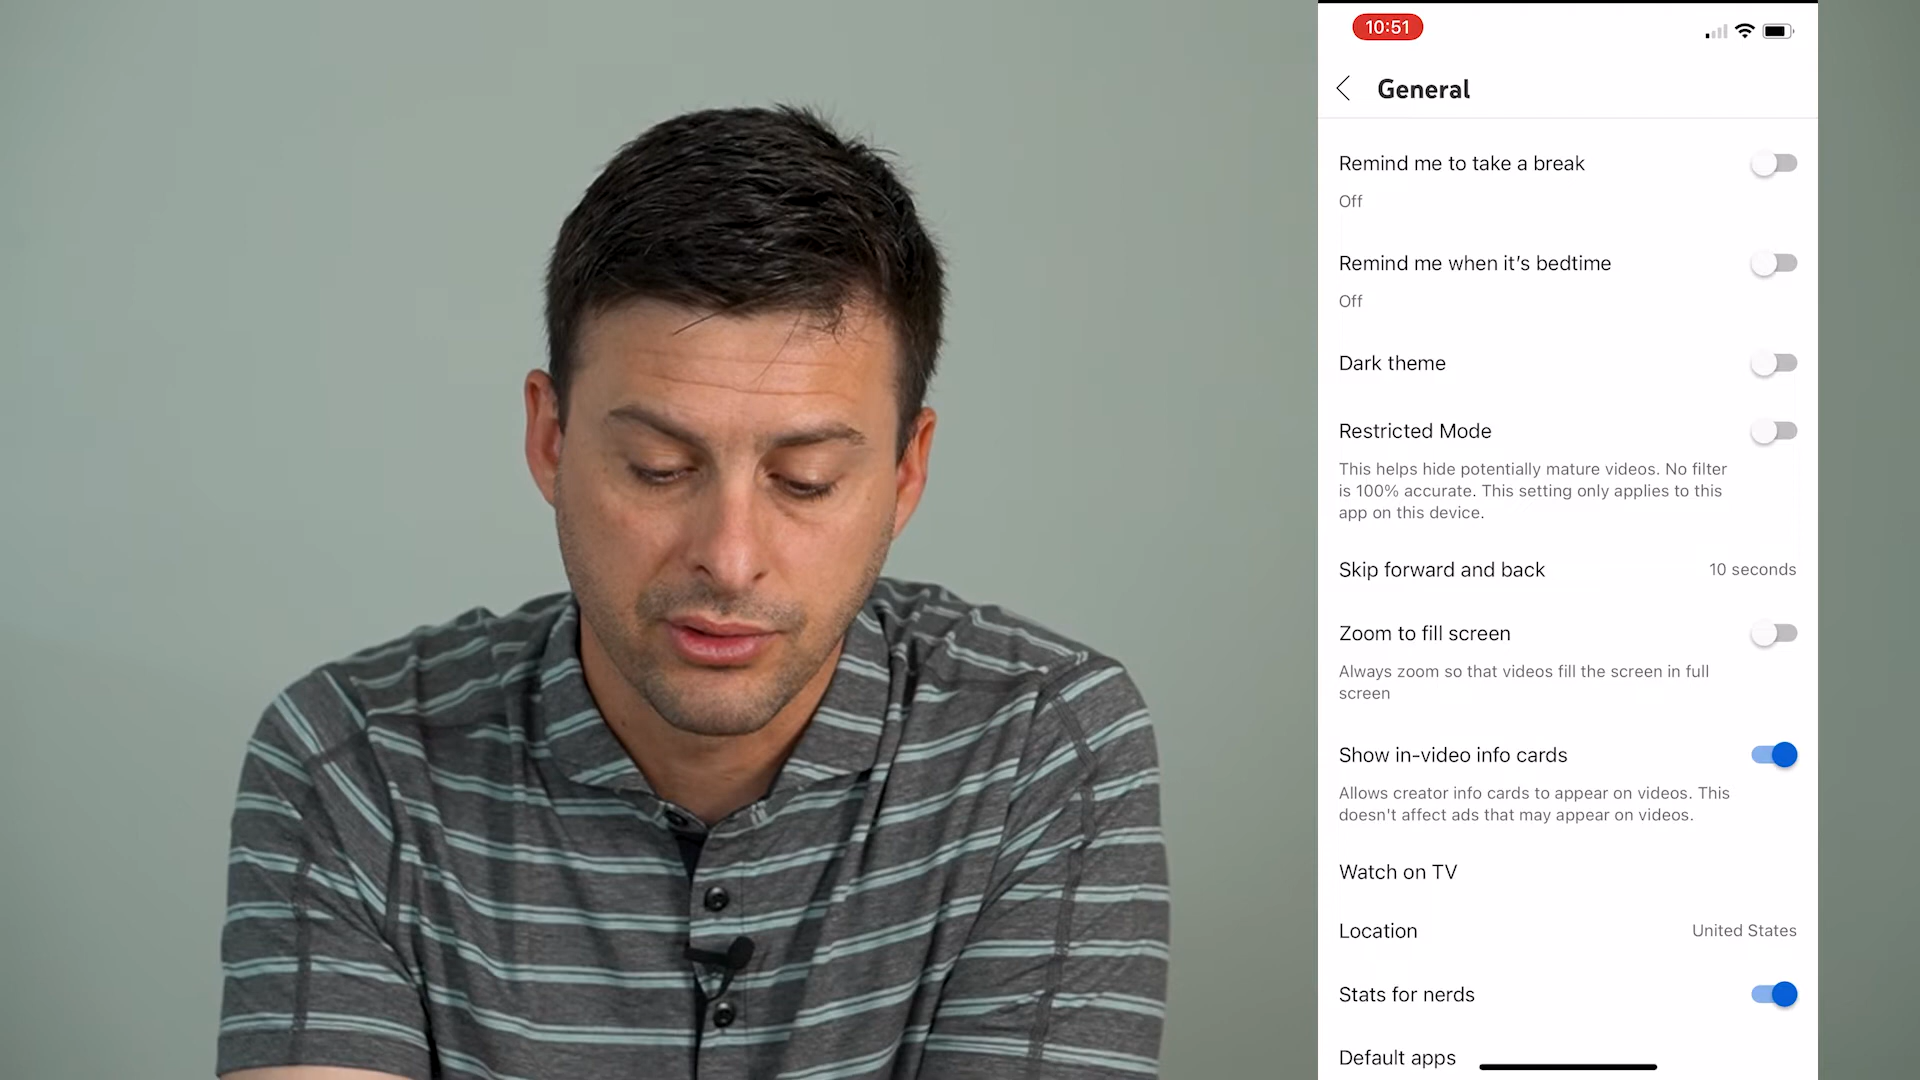 10:51
General
Remind me to take a break
Off
Remind me when it's bedtime
Off
Dark theme
Restricted Mode
This helps hide potentially mature videos. No filter
is 100% accurate. This setting only applies to this
app on this device.
Skip forward and back 10 seconds
Zoom to fill screen
Always zoom so that videos fill the screen in full
screen
Show in-video info cards
Allows creator info cards to appear on videos. This
doesn't affect ads that may appear on videos.
Watch on TV
Location United States
Stats for nerds
Default apps